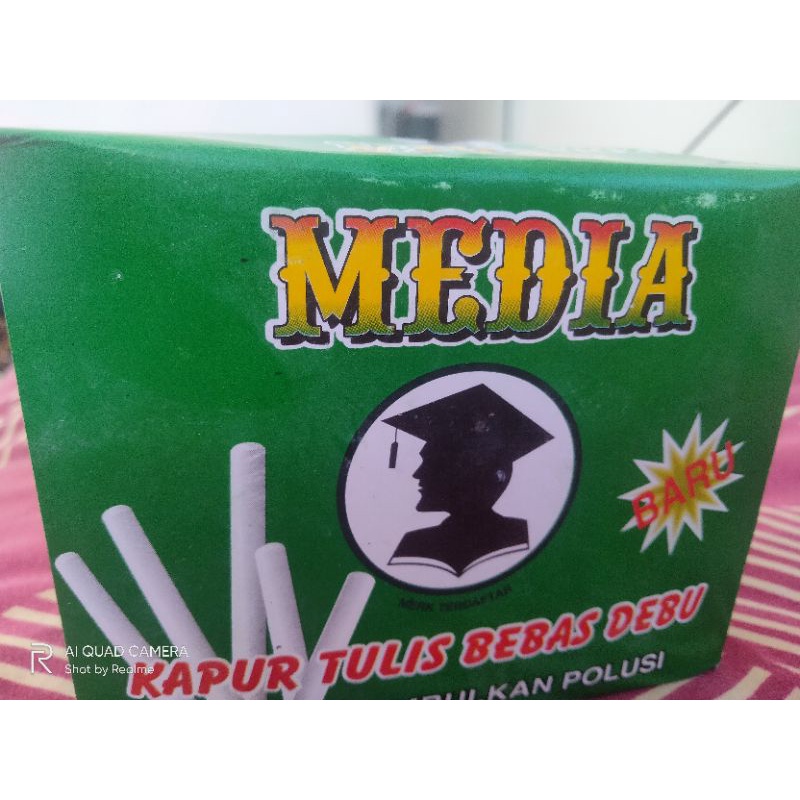 MEDIA
BARU
MERK TERDAFTAR
KAPUR TULIS BEBAS DEBU
POLUSI
AI QUAD CAMERA
Shot by Realme